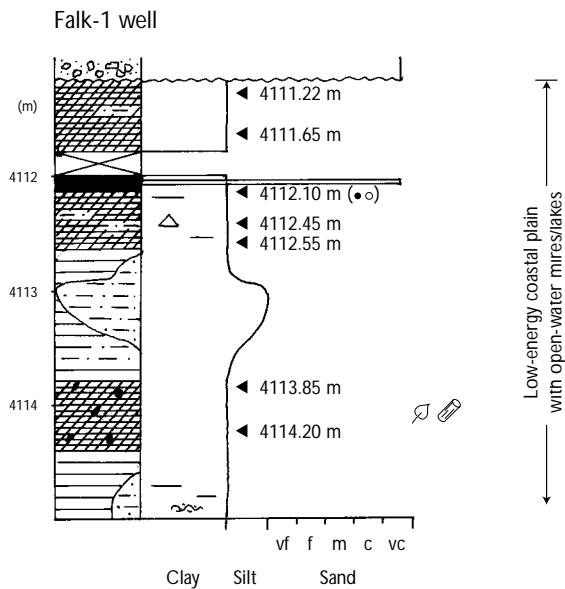 Falk-1 well
(m)
4111.22 m
4111.65 m
4112
4112.10 m (●○)
4112.45 m
4112.55 m
4113
4113.85 m
4114
4114.20 m
Low-energy coastal plain
with open-water mires/lakes
vf f m c vc
Clay Silt Sand